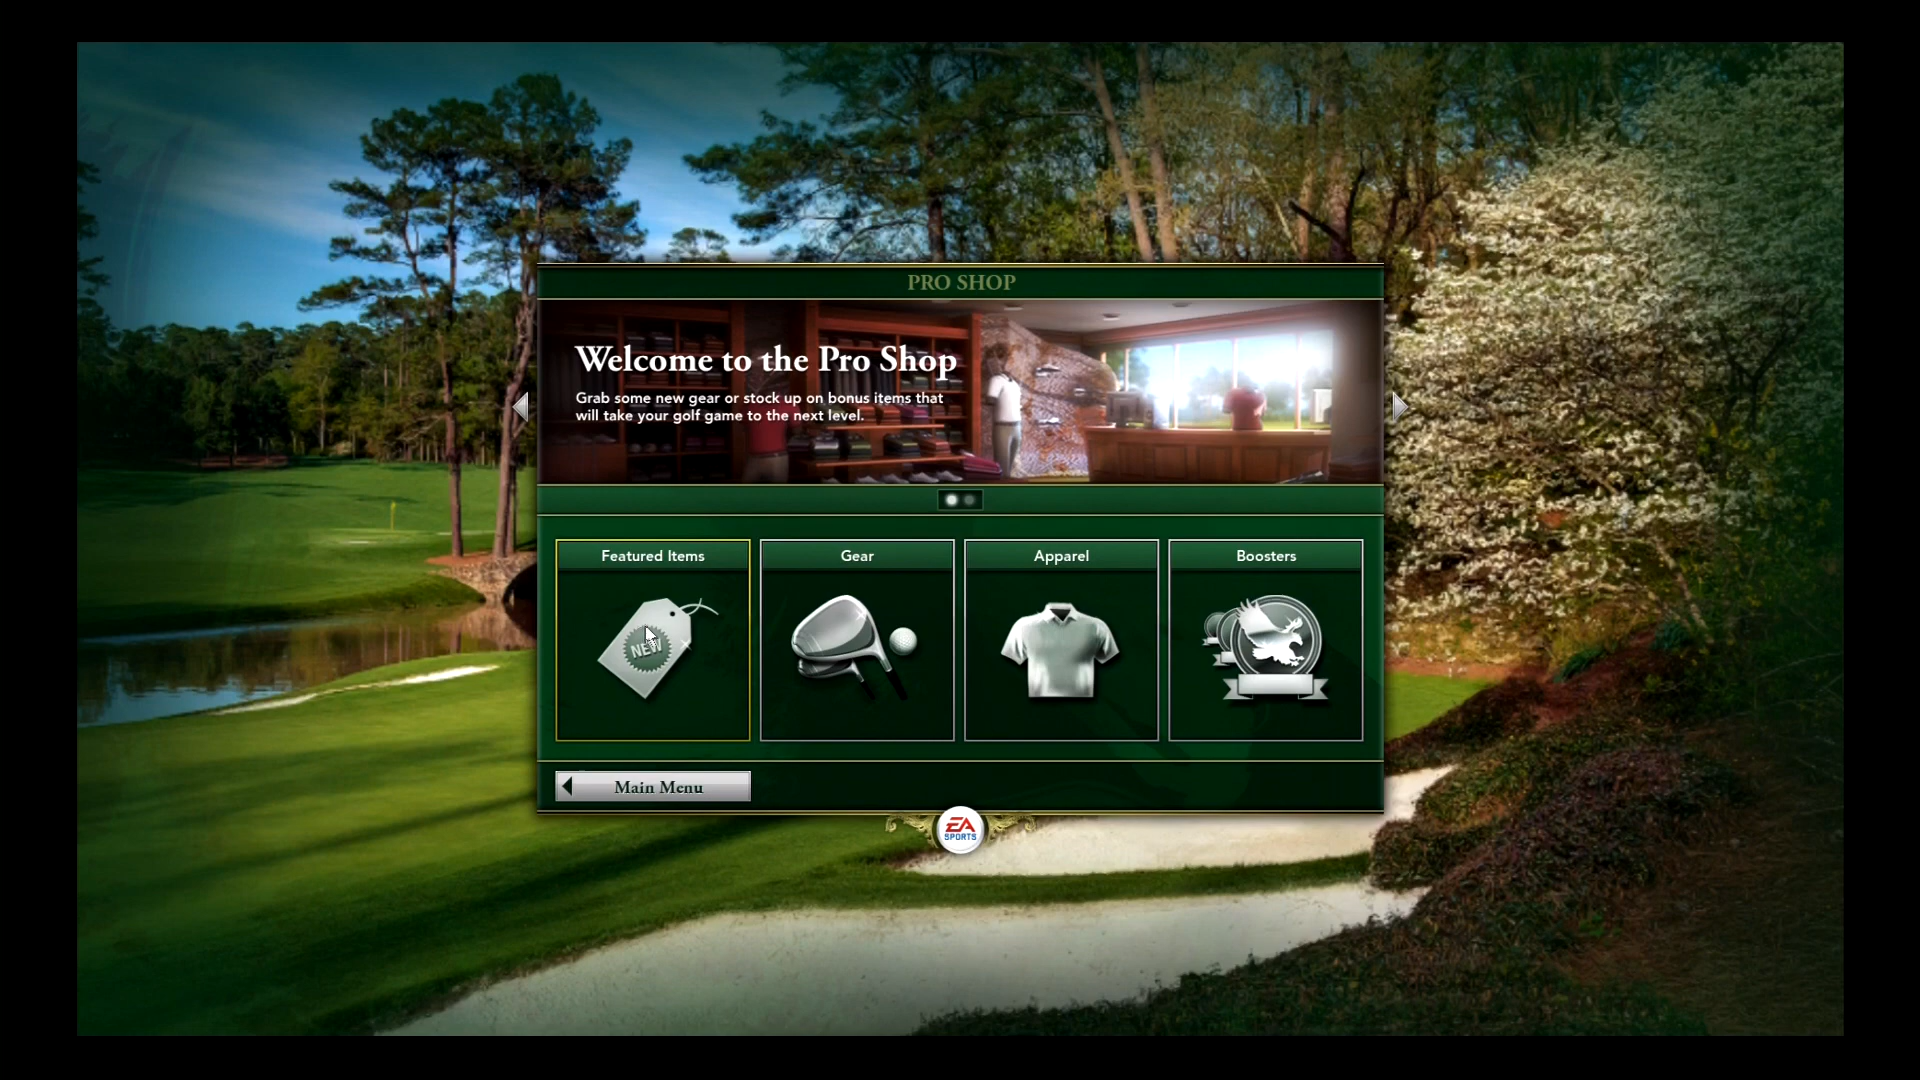 PRO SHOP
Welcome to the Pro Shop
Grab some new gear or stock up on bonus items that
will take your golf game to the next level.
Featured Items
Gear
Apparel
Boosters
NEW
Main Menu
EA
SPORTS